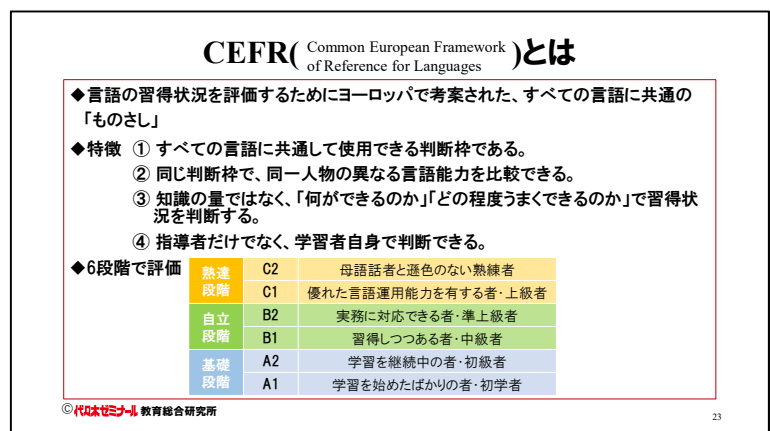 CEFR( Common European Framework of Reference for Languages )とは
◆言語の習得状況を評価するためにヨーロッパで考案された、すべての言語に共通の
「ものさし」
◆特徴 ① すべての言語に共通して使用できる判断枠である。
② 同じ判断枠で、同一人物の異なる言語能力を比較できる。
③ 知識の量ではなく、「何ができるのか」「どの程度うまくできるのか」で習得状
況を判断する。
④ 指導者だけでなく、学習者自身で判断できる。
◆6段階で評価
熟達段階
C2 母語話者と遜色のない熟練者
C1 優れた言語運用能力を有する者・上級者
自立段階
B2 実務に対応できる者・準上級者
B1 習得しつつある者・中級者
基礎段階
A2 学習を継続中の者・初級者
A1 学習を始めたばかりの者・初学者
©代々木ゼミナール 教育総合研究所
23